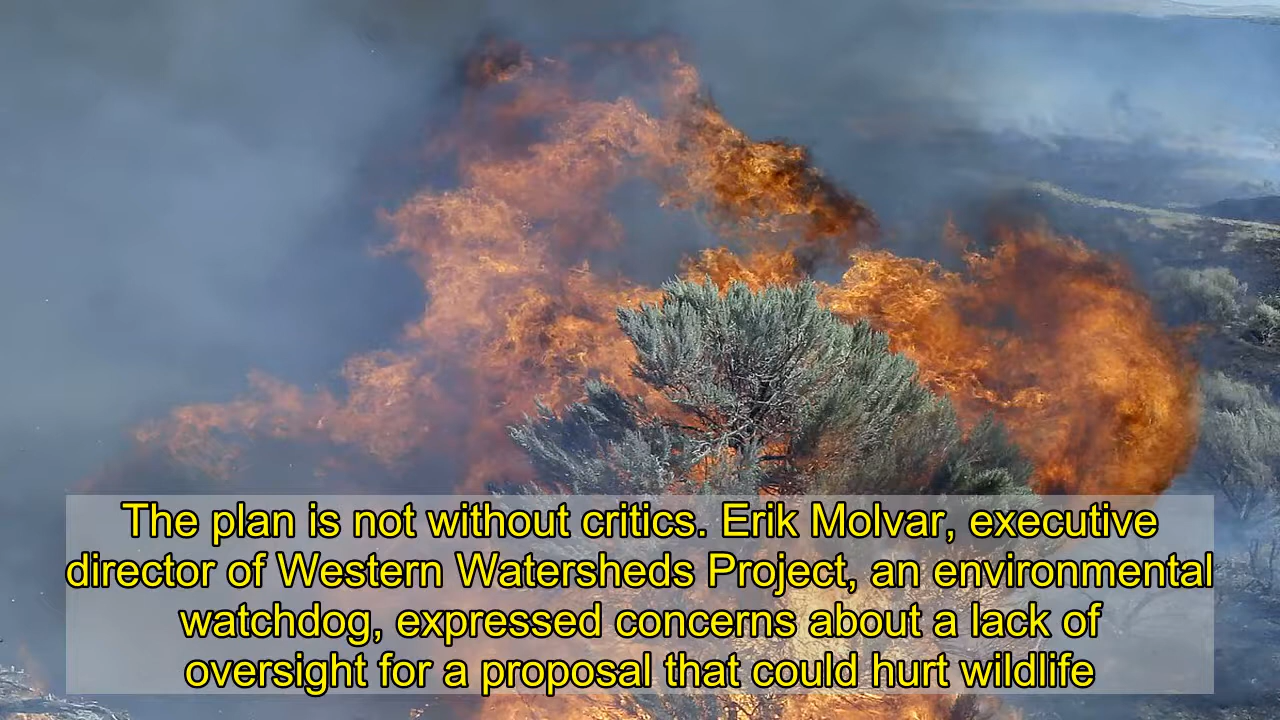 The plan is not without critics. Erik Molvar, executive
director of Western Watersheds Project, an environmental
watchdog, expressed concerns about a lack of
oversight for a proposal that could hurt wildlife